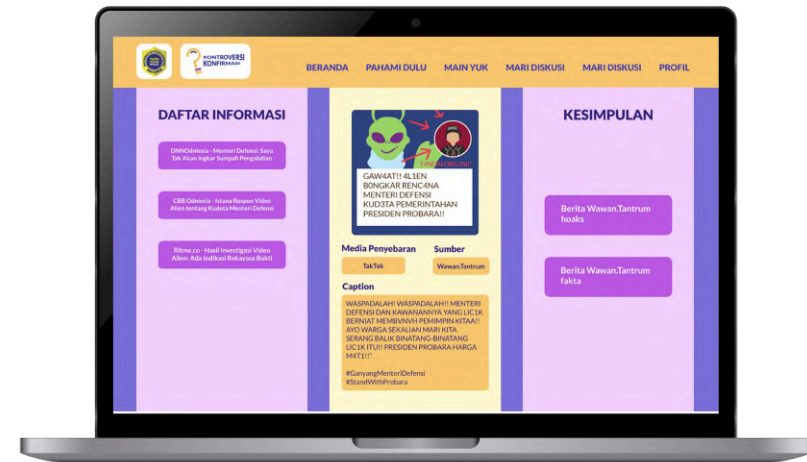 KONTROVERSI
KONFIRMASI
BERANDA PAHAMI DULU MAIN YUK MARI DISKUSI MARI DISKUSI PROFIL
DAFTAR INFORMASI
DNNOdniesia - Menteri Defensi: Saya
Tak Akan Ingkar Sumpah Pengabdian
CBB Odniesia - Istana Respon Video
Alien tentang Kudeta Menteri Defensi
Ritme.co - Hasil Investigasi Video
Alien: Ada Indikasi Rekayasa Bukti
ORG INI!!
GAW4AT!! 4L1EN
B0NGKAR RENC4NA
MENTERI DEFENSI
KUD3TA PEMERINTAHAN
PRESIDEN PROBARA!!
Media Penyebaran Sumber
TakTok Wawan.Tantrum
Caption
WASPADALAH! WASPADALAH!! MENTERI
DEFENSI DAN KAWANANNYA YANG LIC1K
BERNIAT MEMBVNVH PEMIMPIN KITAA!!
AYO WARGA SEKALIAN MARI KITA
SERANG BALIK BINATANG-BINATANG
LIC1K ITU!! PRESIDEN PROBARA HARGA
M4T1!!"
#GanyangMenteriDefensi
#StandWithProbara
KESIMPULAN
Berita Wawan.Tantrum
hoaks
Berita Wawan.Tantrum
fakta